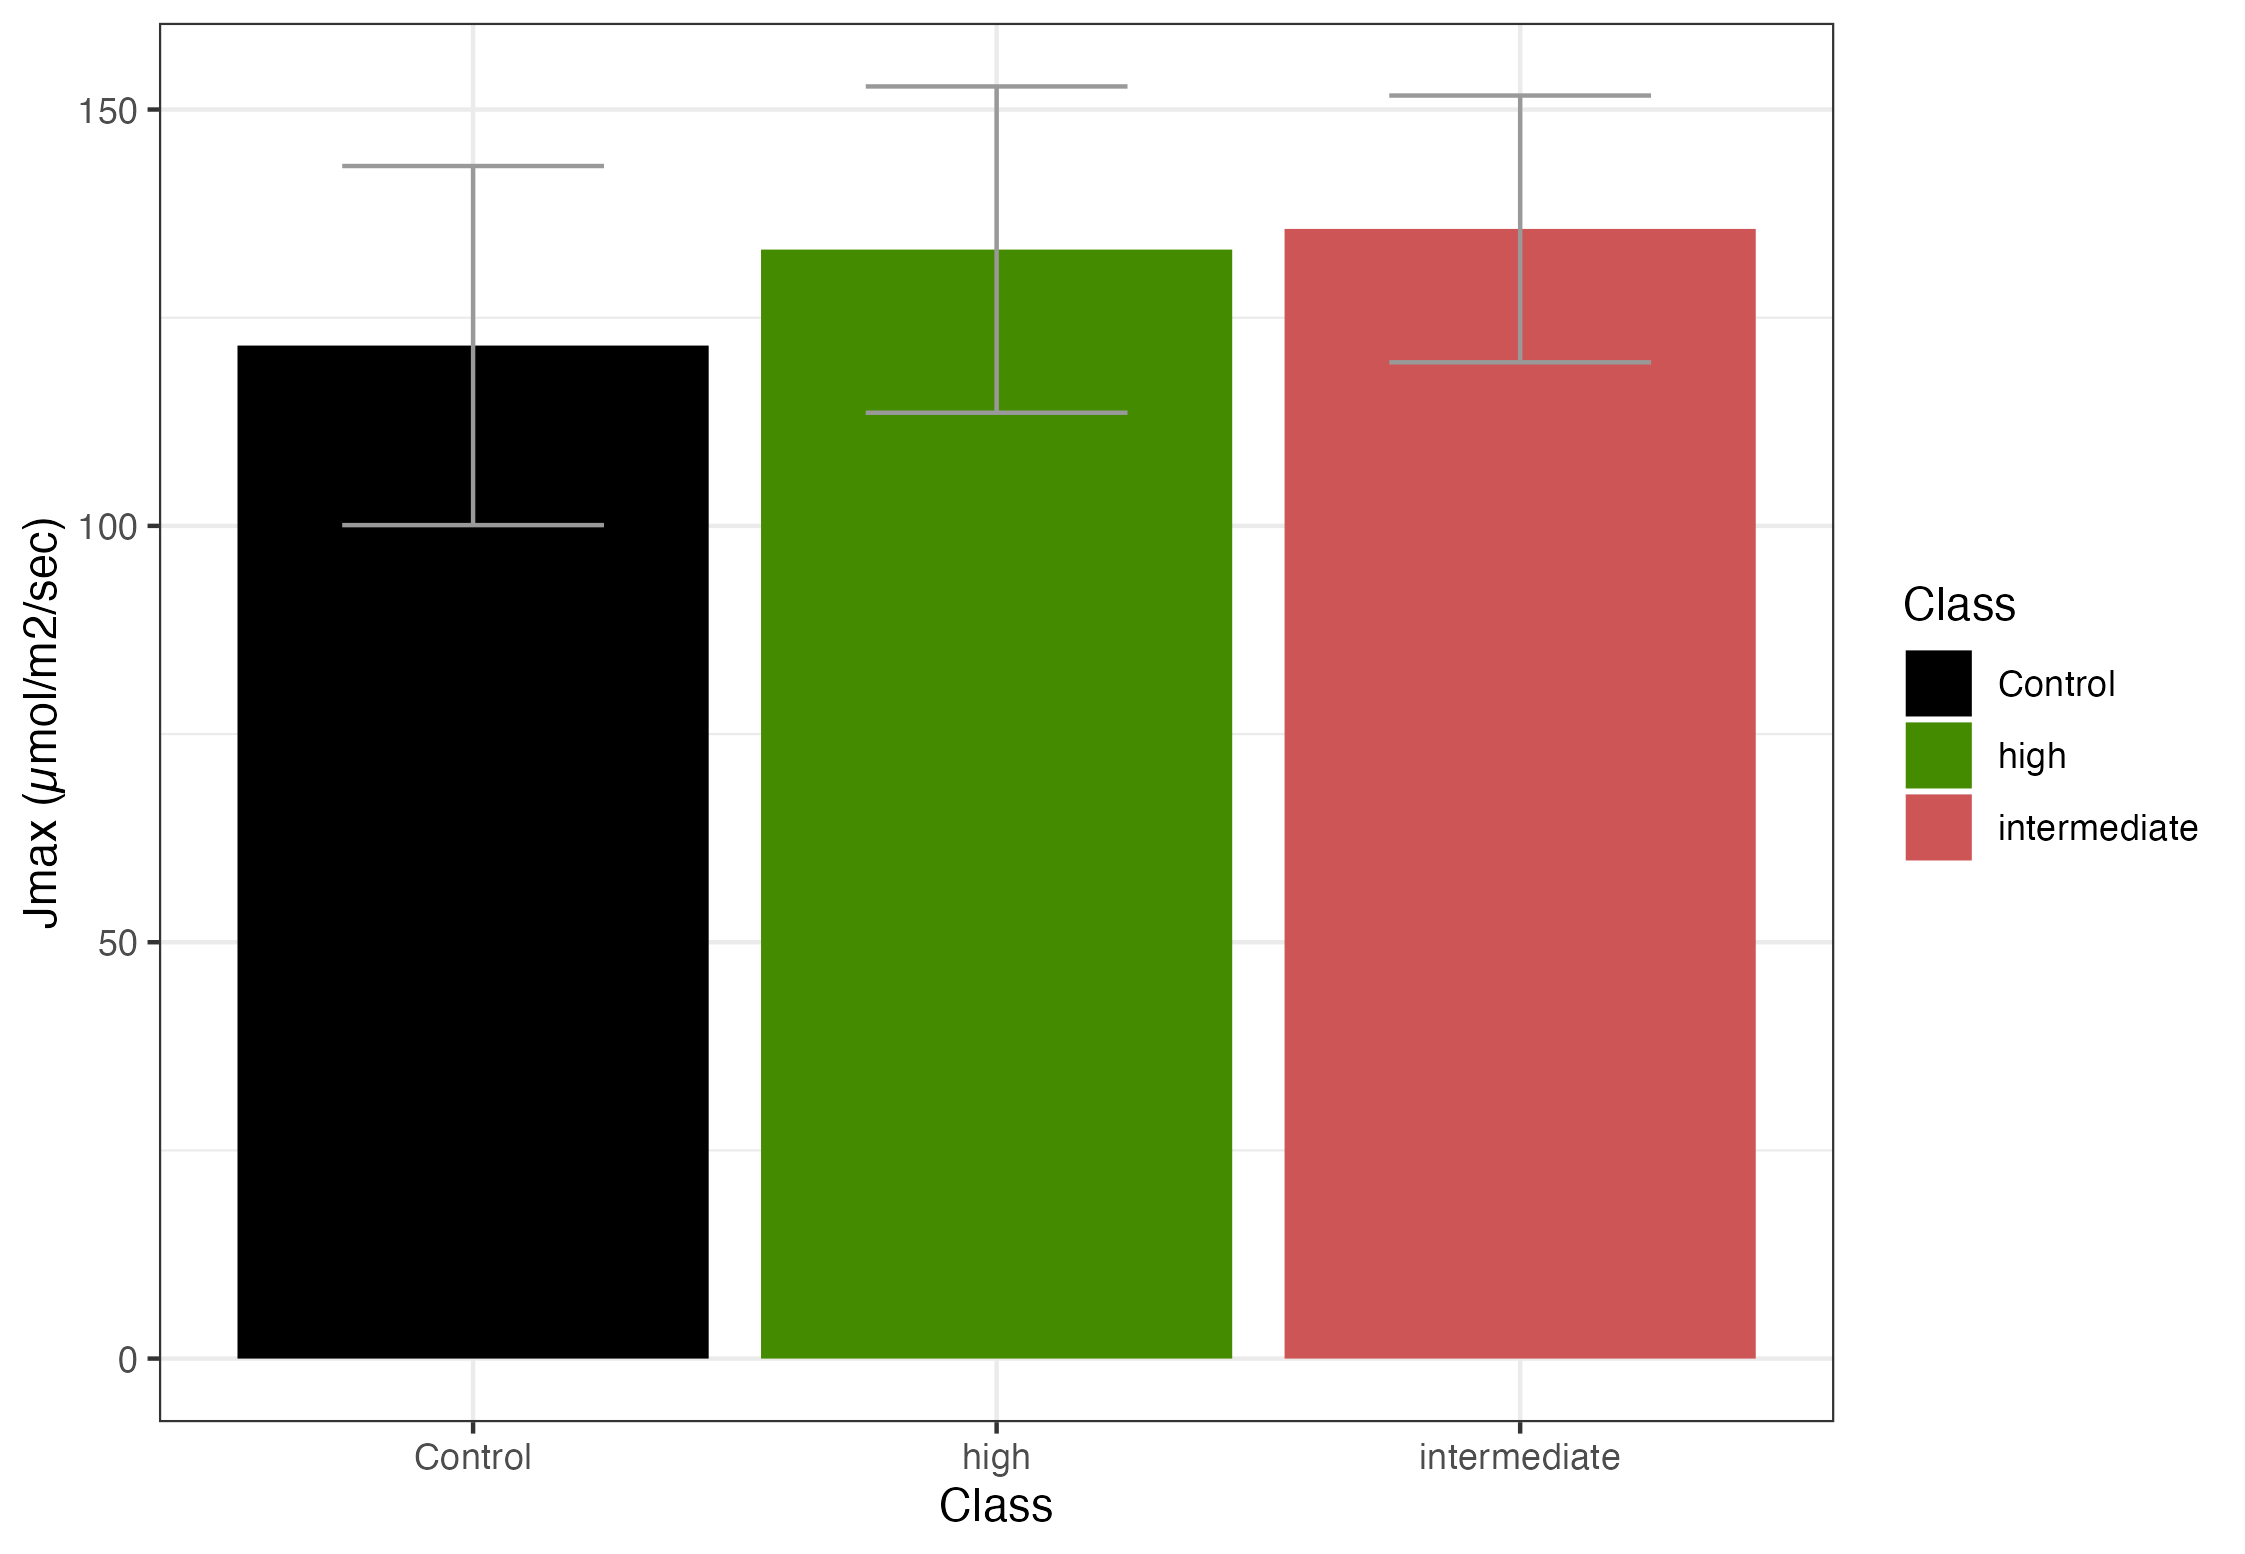 150
100
50
0
Jmax (µmol/m2/sec)
Control
high
intermediate
Class
Class
Control
high
intermediate